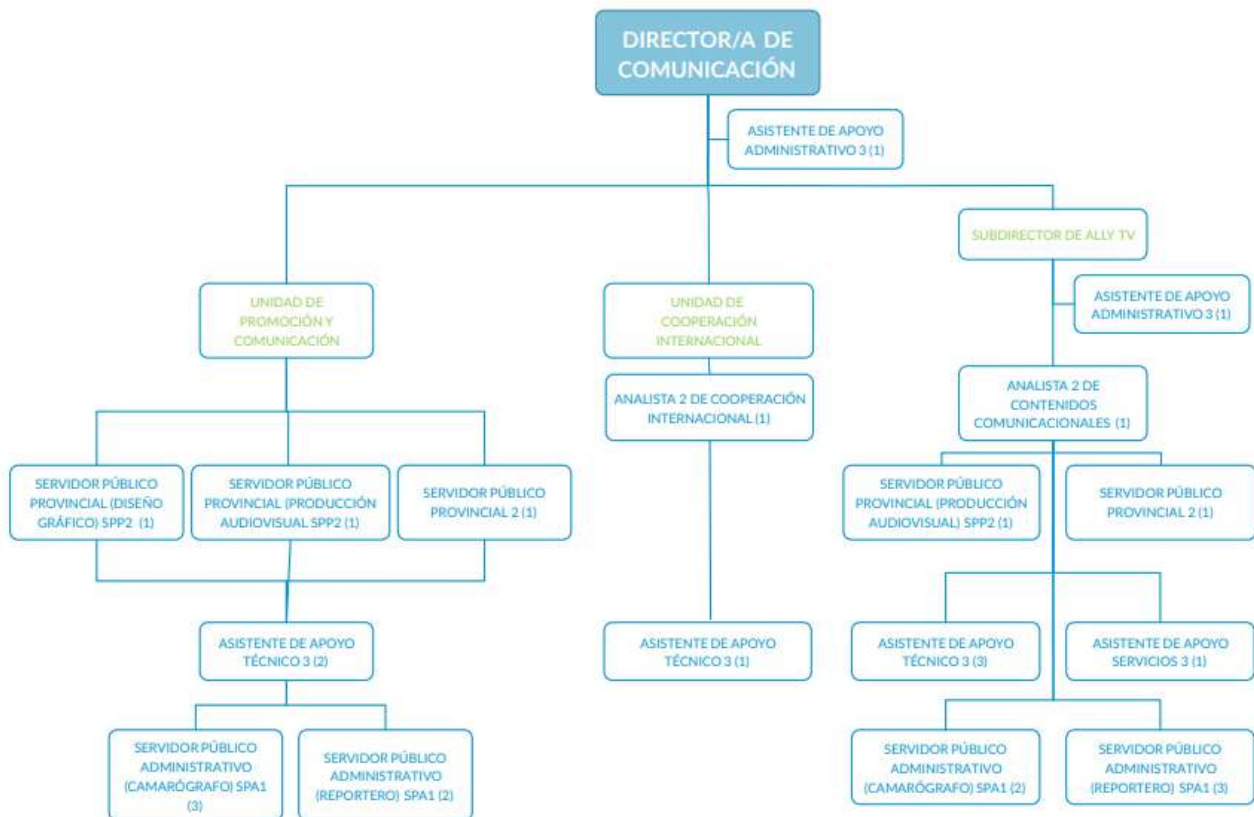 DIRECTOR/A DE
COMUNICACIÓN
ASISTENTE DE APOYO
ADMINISTRATIVO 3 (1)
SUBDIRECTOR DE ALLY TV
ASISTENTE DE APOYO
ADMINISTRATIVO 3 (1)
UNIDAD DE
PROMOCIÓN Y
COMUNICACIÓN
UNIDAD DE
COOPERACIÓN
INTERNACIONAL
ANALISTA 2 DE COOPERACIÓN
INTERNACIONAL (1)
ANALISTA 2 DE
CONTENIDOS
COMUNICACIONALES (1)
SERVIDOR PÚBLICO
PROVINCIAL (DISEÑO
GRÁFICO) SPP2 (1)
SERVIDOR PÚBLICO
PROVINCIAL (PRODUCCIÓN
AUDIOVISUAL SPP2 (1)
SERVIDOR PÚBLICO
PROVINCIAL 2 (1)
SERVIDOR PÚBLICO
PROVINCIAL (PRODUCCIÓN
AUDIOVISUAL) SPP2 (1)
SERVIDOR PÚBLICO
PROVINCIAL 2 (1)
ASISTENTE DE APOYO
TÉCNICO 3 (2)
ASISTENTE DE APOYO
TÉCNICO 3 (1)
ASISTENTE DE APOYO
TÉCNICO 3 (3)
ASISTENTE DE APOYO
SERVICIOS 3 (1)
SERVIDOR PÚBLICO
ADMINISTRATIVO
(CAMARÓGRAFO) SPA1
(3)
SERVIDOR PÚBLICO
ADMINISTRATIVO
(REPORTERO) SPA1 (2)
SERVIDOR PÚBLICO
ADMINISTRATIVO
(CAMARÓGRAFO) SPA1 (2)
SERVIDOR PÚBLICO
ADMINISTRATIVO
(REPORTERO) SPA1 (3)